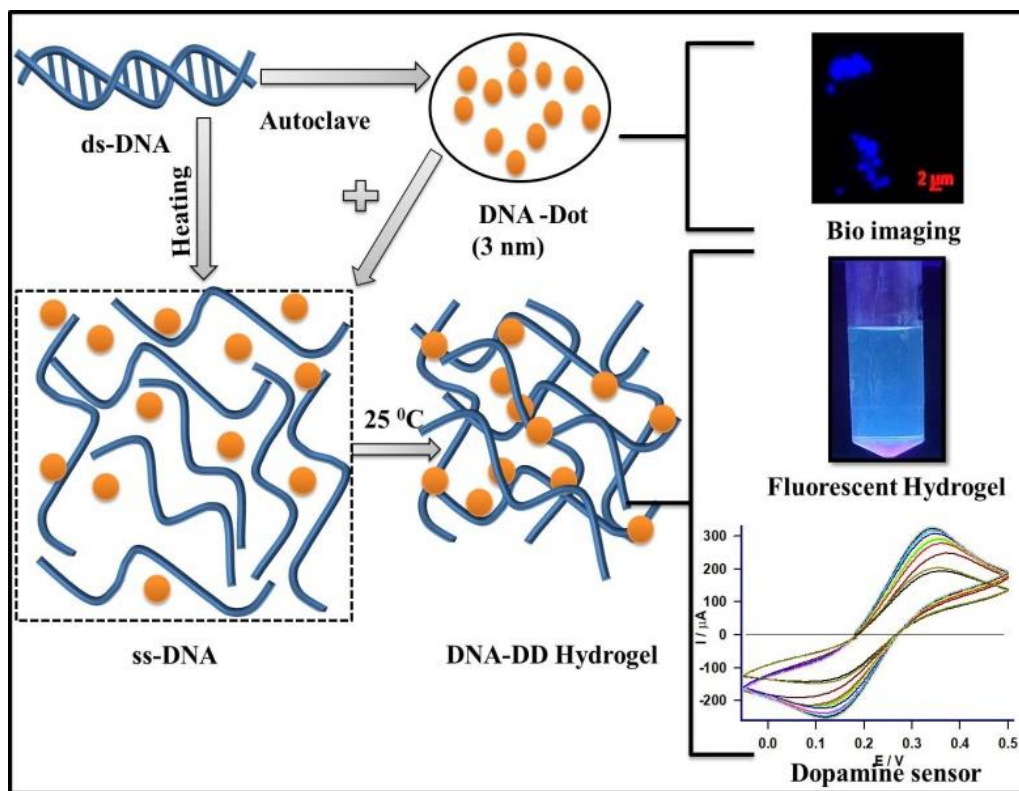 ds-DNA
Autoclave
Heating
DNA -Dot
(3 nm)
2 µm
Bio imaging
25 ⁰C
Fluorescent Hydrogel
ss-DNA
DNA-DD Hydrogel
300
200
100
0
-100
-200
I / µA
0.0 0.1 0.2 0.3 0.4 0.5
E / V
Dopamine sensor